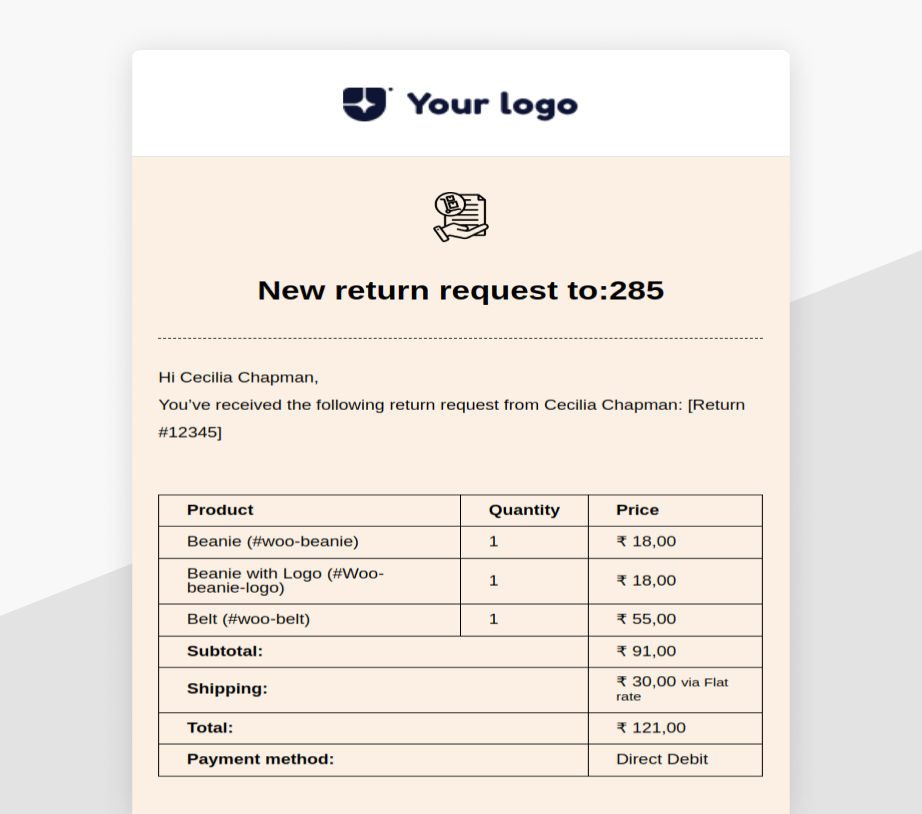 Your logo
New return request to:285
Hi Cecilia Chapman,
You’ve received the following return request from Cecilia Chapman: [Return
#12345]
Product Quantity Price
Beanie (#woo-beanie) 1 ₹ 18,00
Beanie with Logo (#Woo-
beanie-logo) 1 ₹ 18,00
Belt (#woo-belt) 1 ₹ 55,00
Subtotal: ₹ 91,00
Shipping: ₹ 30,00 via Flat
rate
Total: ₹ 121,00
Payment method: Direct Debit